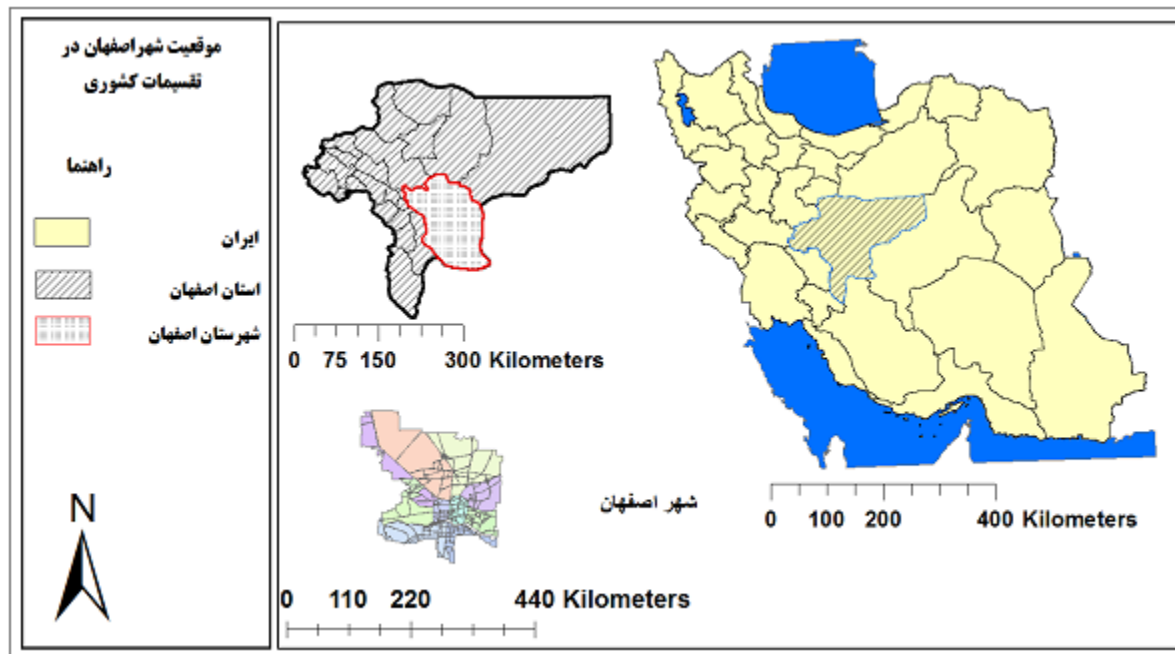 موقعیت شهراصفهان در
تقسیمات کشوری
راهنما
ایران
استان اصفهان
شهرستان اصفهان
N
0 75 150 300 Kilometers
شهر اصفهان
0 100 200 400 Kilometers
0 110 220 440 Kilometers